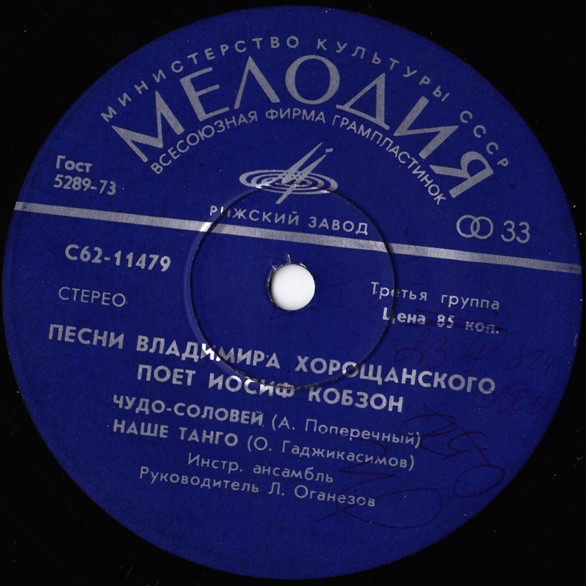 МИНИСТЕРСТВО КУЛЬТУРЫ СССР
МЕЛОДИЯ
ВСЕСОЮЗНАЯ ФИРМА ГРАМПЛАСТИНОК
Гост
5289-73
РИЖСКИЙ ЗАВОД
33
С62-11479
СТЕРЕО
Третья группа
Цена 85 коп.
ПЕСНИ ВЛАДИМИРА ХОРОЩАНСКОГО
ПОЕТ ИОСИФ КОБЗОН
ЧУДО-СОЛОВЕЙ (А. Поперечный)
НАШЕ ТАНГО (О. Гаджикасимов)
Инстр. ансамбль
Руководитель Л. Оганезов